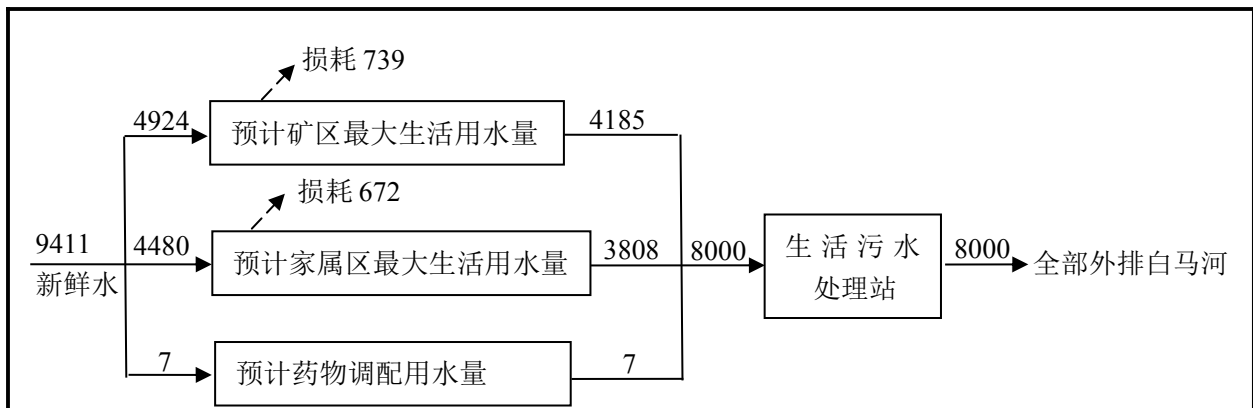 损耗 739
4924
预计矿区最大生活用水量
4185
损耗 672
9411
新鲜水
4480
预计家属区最大生活用水量
3808
8000
生活污水
处理站
8000
全部外排白马河
7
预计药物调配用水量
7